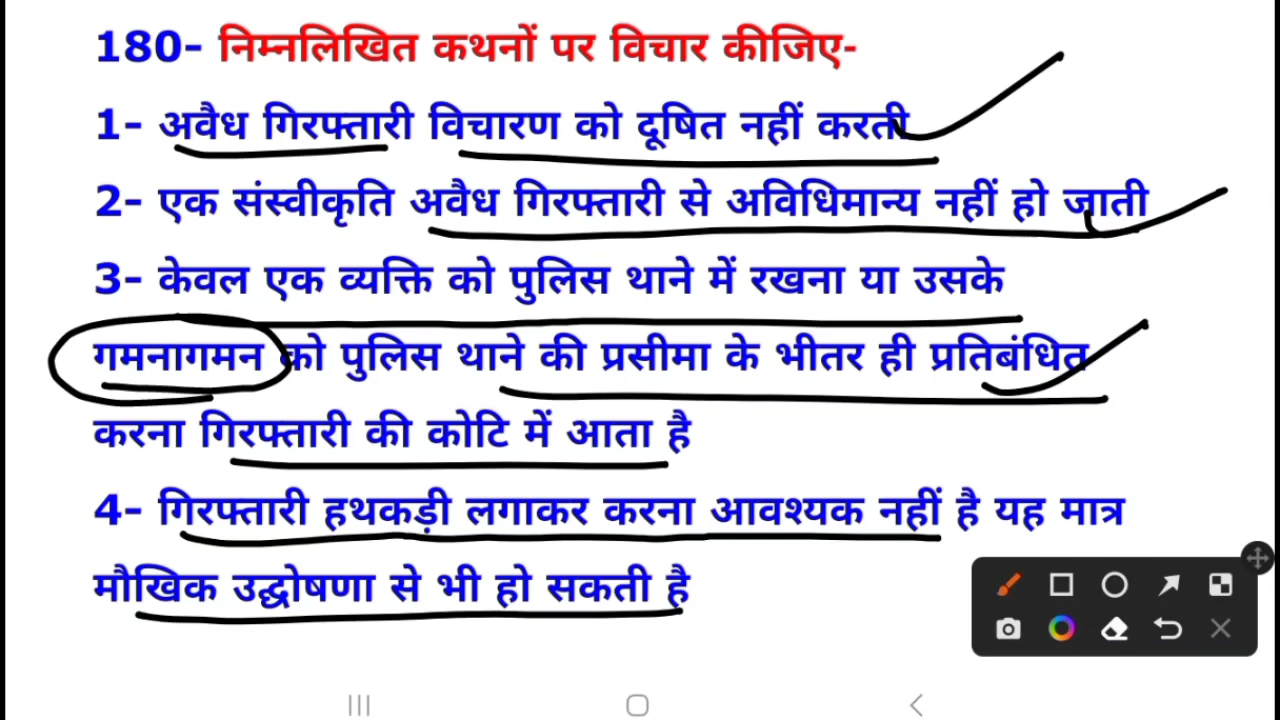 180- निम्नलिखित कथनों पर विचार कीजिए-
1- अवैध गिरफ्तारी विचारण को दूषित नहीं करती
2- एक संस्वीकृति अवैध गिरफ्तारी से अविधिमान्य नहीं हो जाती
3- केवल एक व्यक्ति को पुलिस थाने में रखना या उसके
गमनागमन को पुलिस थाने की प्रसीमा के भीतर ही प्रतिबंधित
करना गिरफ्तारी की कोटि में आता है
4- गिरफ्तारी हथकड़ी लगाकर करना आवश्यक नहीं है यह मात्र
मौखिक उद्घोषणा से भी हो सकती है